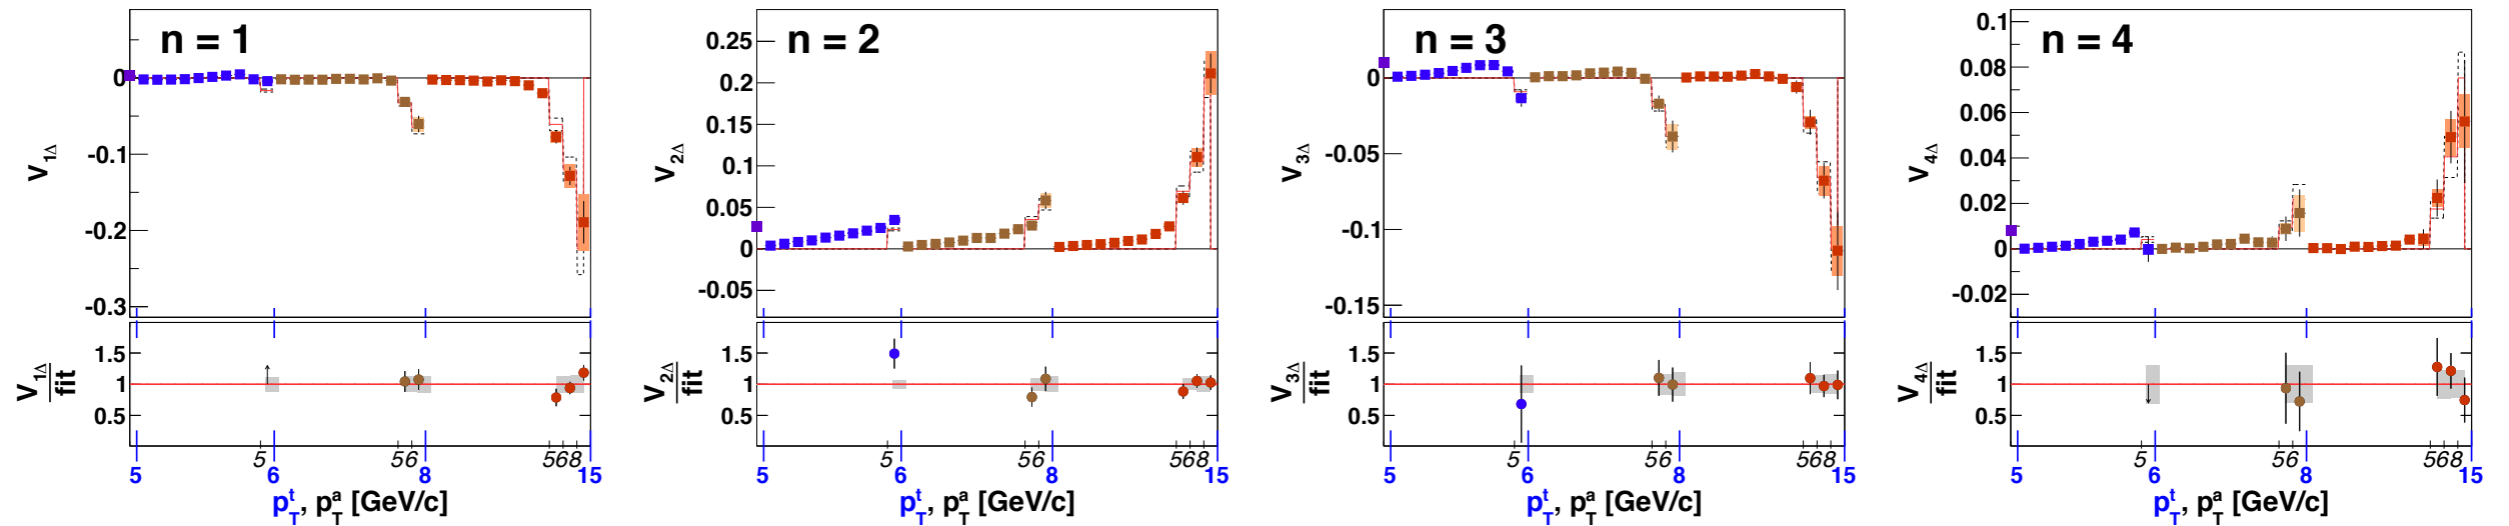 n = 1
0
-0.1
-0.2
-0.3
V1Δ
1.5
1
0.5
V1Δ
fit
5 56 568
5 6 8 15
ptT, paT [GeV/c]
n = 2
0.25
0.2
0.15
0.1
0.05
0
-0.05
V2Δ
1.5
1
0.5
V2Δ
fit
5 56 568
5 6 8 15
ptT, paT [GeV/c]
n = 3
0
-0.05
-0.1
-0.15
V3Δ
1.5
1
0.5
V3Δ
fit
5 56 568
5 6 8 15
ptT, paT [GeV/c]
n = 4
0.1
0.08
0.06
0.04
0.02
0
-0.02
V4Δ
1.5
1
0.5
V4Δ
fit
5 56 568
5 6 8 15
ptT, paT [GeV/c]